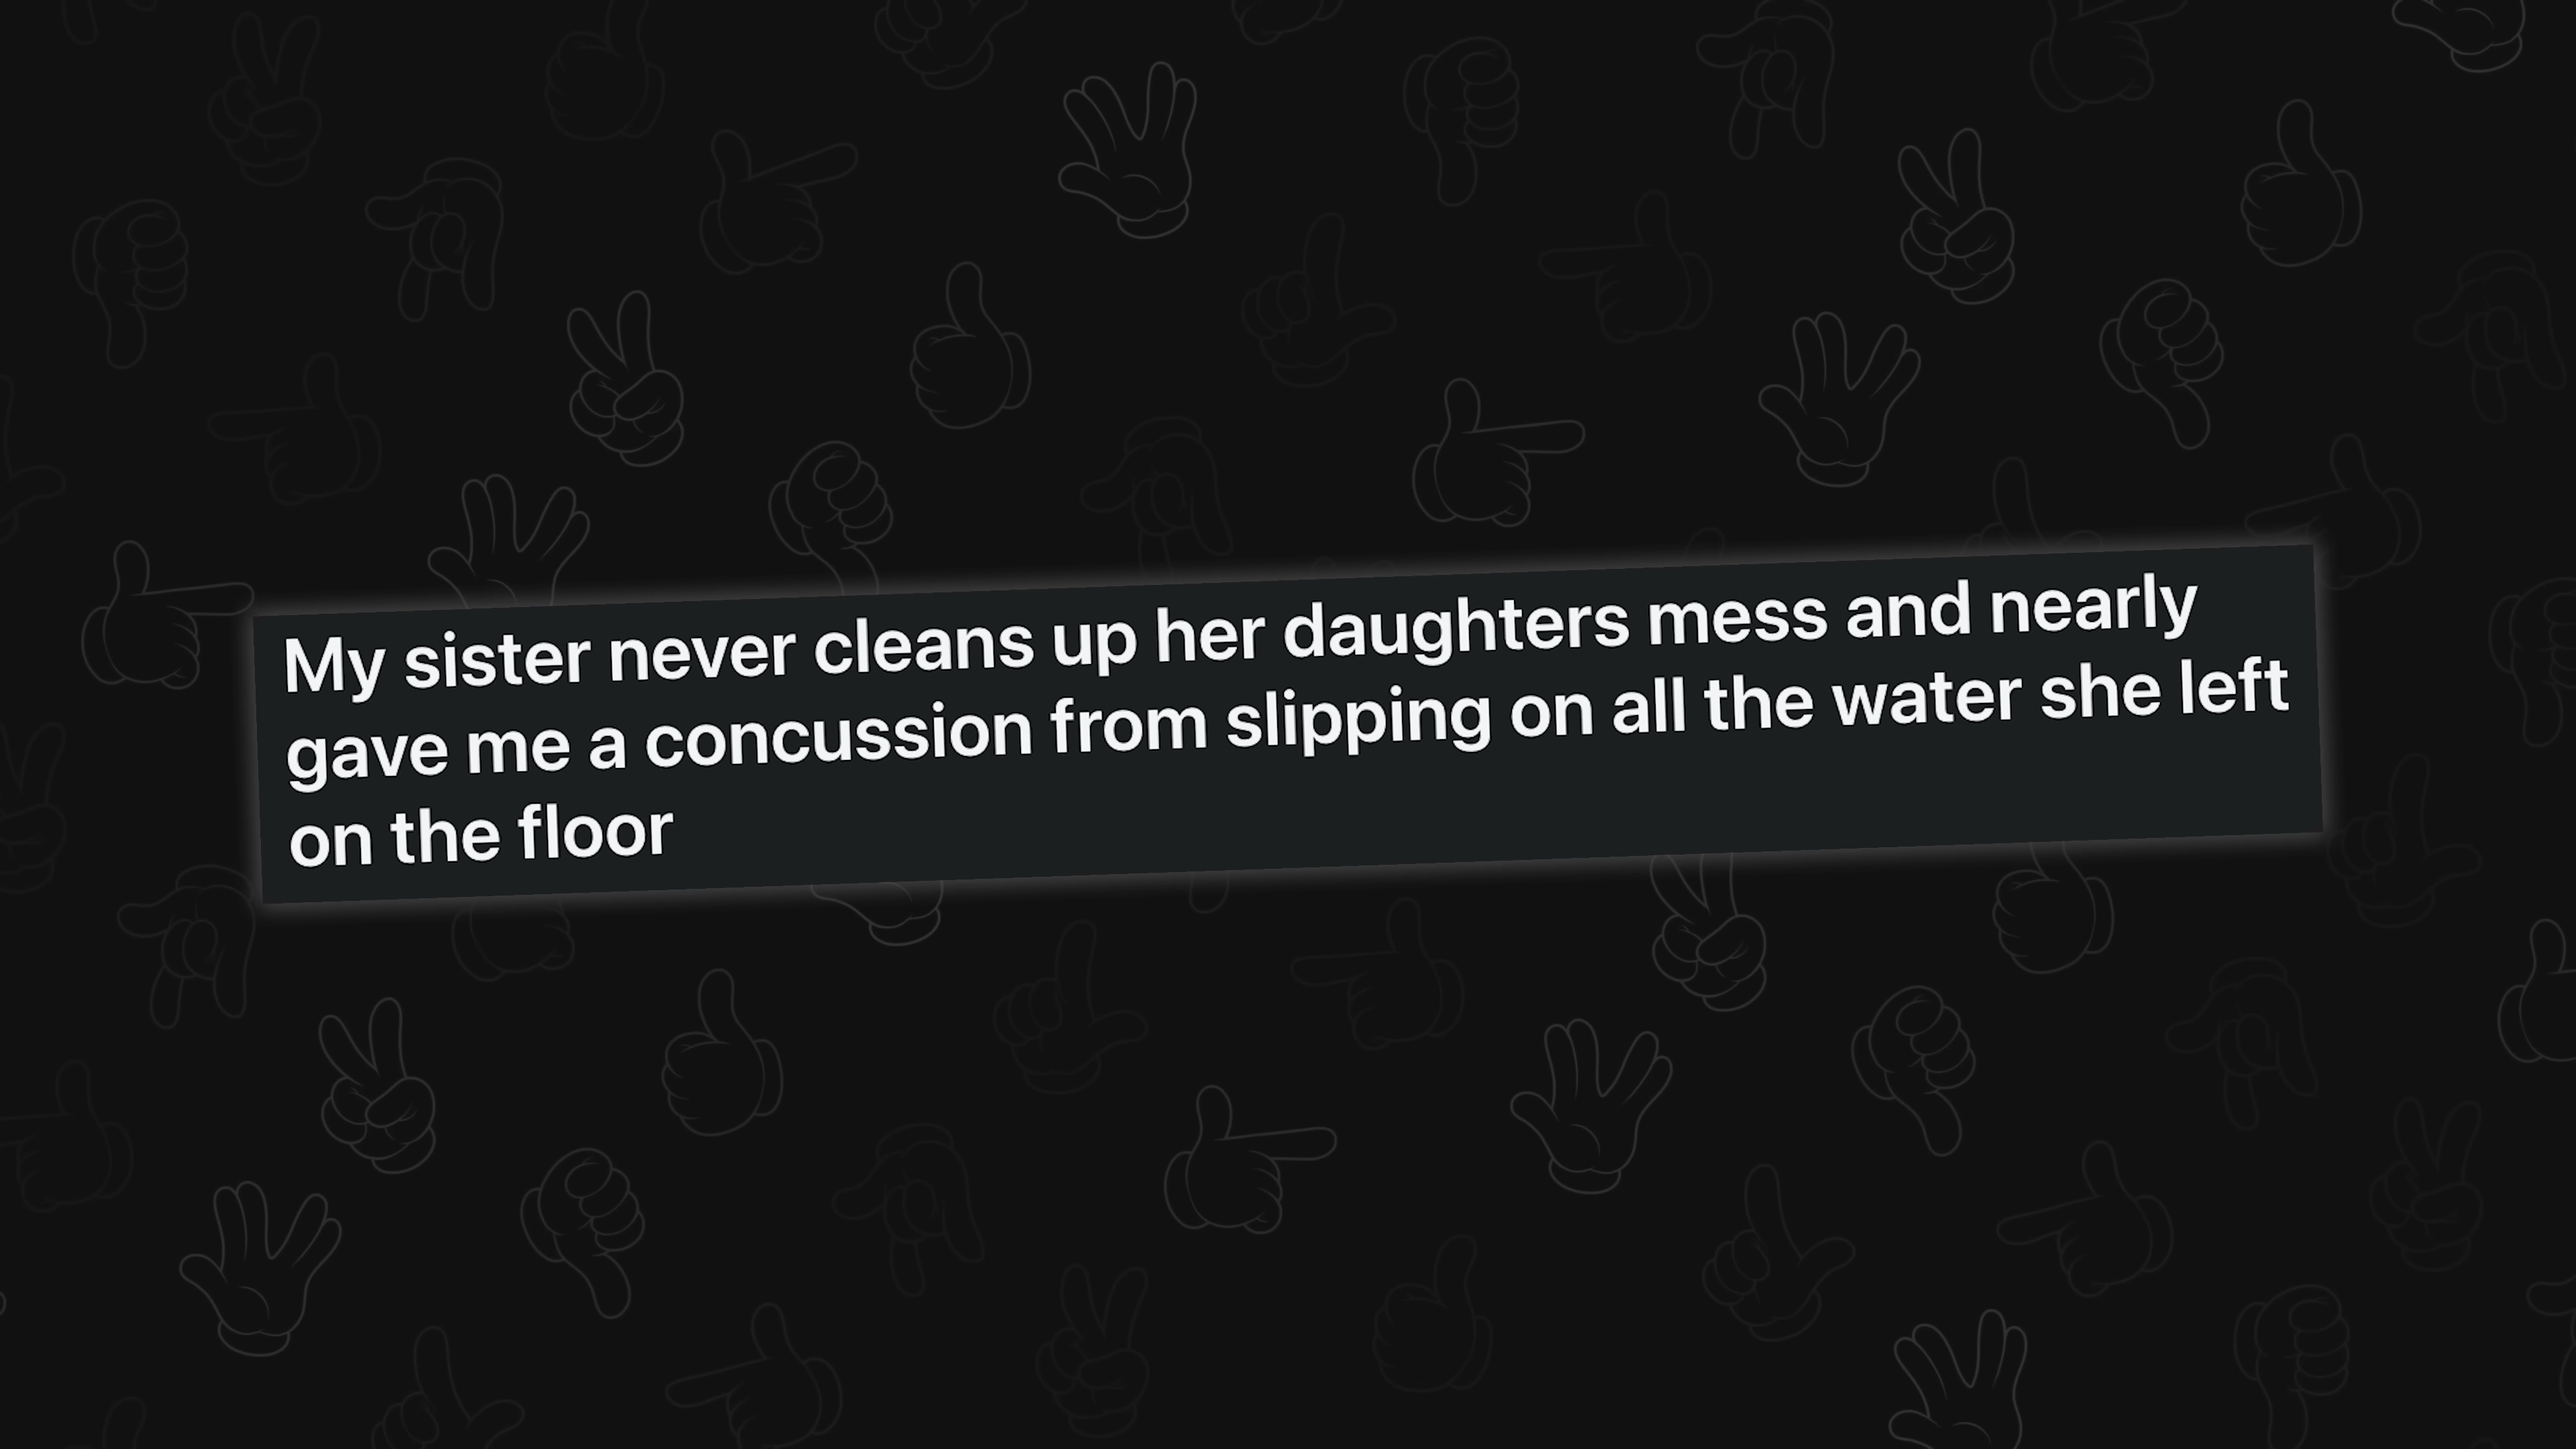 My sister never cleans up her daughters mess and nearly
gave me a concussion from slipping on all the water she left
on the floor